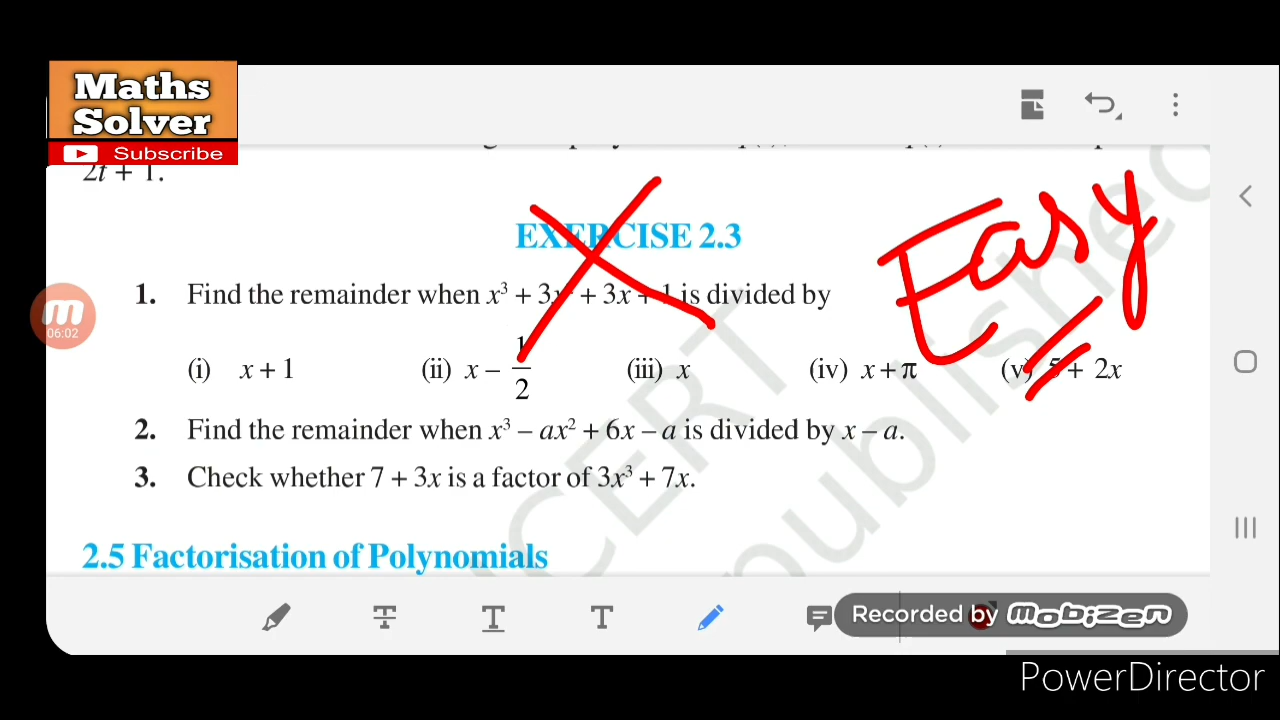 Maths
Solver
Subscribe
2t + 1.
EXERCISE 2.3
Easy
1. Find the remainder when x³ + 3x² + 3x + 1 is divided by
(i) x + 1 (ii) x – 1/2 (iii) x (iv) x + π (v) 5 + 2x
06:02
2. Find the remainder when x³ – ax² + 6x – a is divided by x – a.
3. Check whether 7 + 3x is a factor of 3x³ + 7x.
NCERT
republished
2.5 Factorisation of Polynomials
T T T
Recorded by mobizen
PowerDirector